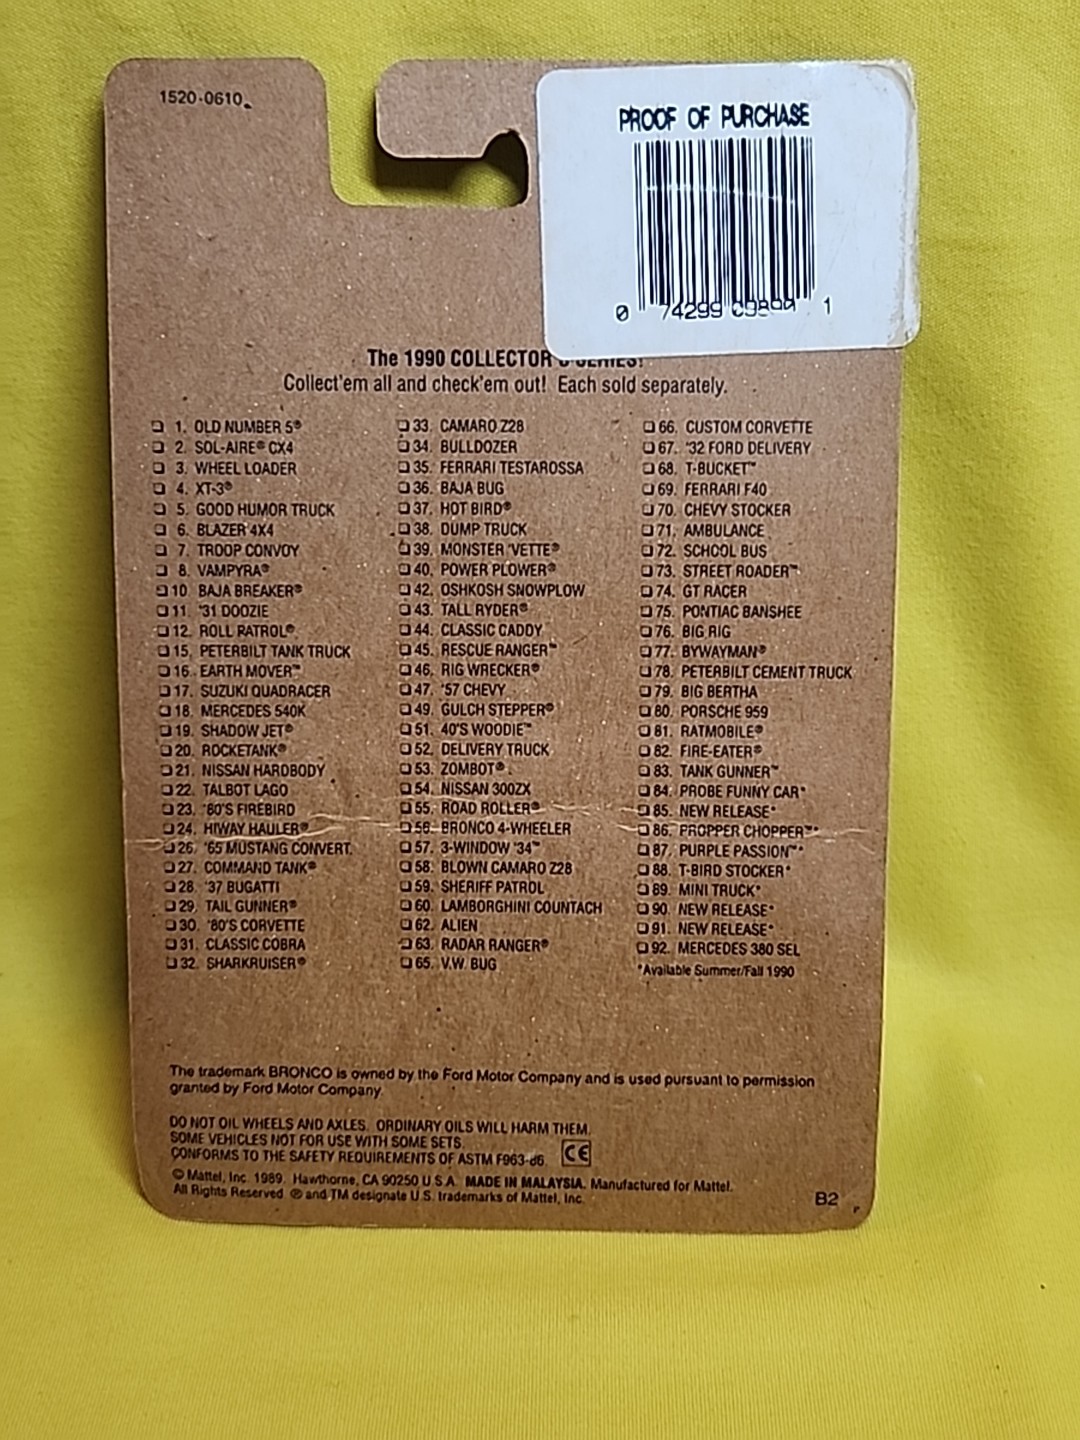 1520-0610
PROOF OF PURCHASE
0 74299 09899 1
The 1990 COLLECTOR'S SERIES!
Collect'em all and check'em out! Each sold separately.
❏ 1. OLD NUMBER 5®
❏ 2. SOL-AIRE® CX4
❏ 3. WHEEL LOADER
❏ 4. XT-3®
❏ 5. GOOD HUMOR TRUCK
❏ 6. BLAZER 4X4
❏ 7. TROOP CONVOY
❏ 8. VAMPYRA®
❏ 10. BAJA BREAKER®
❏ 11. '31 DOOZIE
❏ 12. ROLL PATROL®
❏ 15. PETERBILT TANK TRUCK
❏ 16. EARTH MOVER™
❏ 17. SUZUKI QUADRACER
❏ 18. MERCEDES 540K
❏ 19. SHADOW JET®
❏ 20. ROCKETANK®
❏ 21. NISSAN HARDBODY
❏ 22. TALBOT LAGO
❏ 23. '80'S FIREBIRD
❏ 24. HIWAY HAULER®
❏ 26. '65 MUSTANG CONVERT.
❏ 27. COMMAND TANK®
❏ 28. '37 BUGATTI
❏ 29. TAIL GUNNER®
❏ 30. '80'S CORVETTE
❏ 31. CLASSIC COBRA
❏ 32. SHARKRUISER®
❏ 33. CAMARO Z28
❏ 34. BULLDOZER
❏ 35. FERRARI TESTAROSSA
❏ 36. BAJA BUG
❏ 37. HOT BIRD®
❏ 38. DUMP TRUCK
❏ 39. MONSTER 'VETTE®
❏ 40. POWER PLOWER®
❏ 42. OSHKOSH SNOWPLOW
❏ 43. TALL RYDER®
❏ 44. CLASSIC CADDY
❏ 45. RESCUE RANGER™
❏ 46. RIG WRECKER®
❏ 47. '57 CHEVY
❏ 49. GULCH STEPPER®
❏ 51. 40'S WOODIE™
❏ 52. DELIVERY TRUCK
❏ 53. ZOMBOT®
❏ 54. NISSAN 300ZX
❏ 55. ROAD ROLLER®
❏ 56. BRONCO 4-WHEELER
❏ 57. 3-WINDOW '34™
❏ 58. BLOWN CAMARO Z28
❏ 59. SHERIFF PATROL
❏ 60. LAMBORGHINI COUNTACH
❏ 62. ALIEN
❏ 63. RADAR RANGER®
❏ 65. V.W. BUG
❏ 66. CUSTOM CORVETTE
❏ 67. '32 FORD DELIVERY
❏ 68. T-BUCKET™
❏ 69. FERRARI F40
❏ 70. CHEVY STOCKER
❏ 71. AMBULANCE
❏ 72. SCHOOL BUS
❏ 73. STREET ROADER™
❏ 74. GT RACER
❏ 75. PONTIAC BANSHEE
❏ 76. BIG RIG
❏ 77. BYWAYMAN®
❏ 78. PETERBILT CEMENT TRUCK
❏ 79. BIG BERTHA
❏ 80. PORSCHE 959
❏ 81. RATMOBILE®
❏ 82. FIRE-EATER®
❏ 83. TANK GUNNER™
❏ 84. PROBE FUNNY CAR*
❏ 85. NEW RELEASE*
❏ 86. PROPPER CHOPPER™*
❏ 87. PURPLE PASSION™*
❏ 88. T-BIRD STOCKER*
❏ 89. MINI TRUCK*
❏ 90. NEW RELEASE*
❏ 91. NEW RELEASE*
❏ 92. MERCEDES 380 SEL
*Available Summer/Fall 1990
The trademark BRONCO is owned by the Ford Motor Company and is used pursuant to permission
granted by Ford Motor Company.
DO NOT OIL WHEELS AND AXLES. ORDINARY OILS WILL HARM THEM.
SOME VEHICLES NOT FOR USE WITH SOME SETS.
CONFORMS TO THE SAFETY REQUIREMENTS OF ASTM F963-86. CE
© Mattel, Inc. 1989. Hawthorne, CA 90250 U.S.A. MADE IN MALAYSIA. Manufactured for Mattel.
All Rights Reserved. ® and TM designate U.S. trademarks of Mattel, Inc.
B2
P